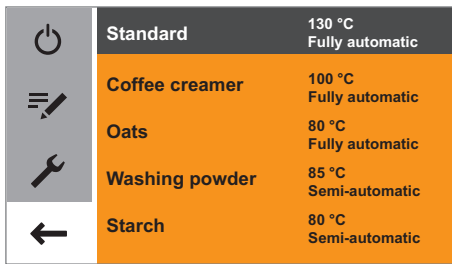 Standard
130 °C
Fully automatic
Coffee creamer
100 °C
Fully automatic
Oats
80 °C
Fully automatic
Washing powder
85 °C
Semi-automatic
Starch
80 °C
Semi-automatic